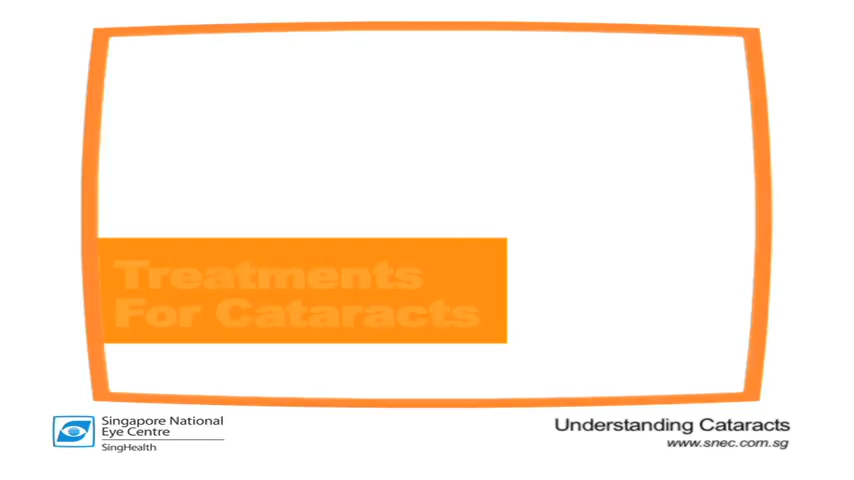 Treatments
For Cataracts
Singapore National
Eye Centre
SingHealth
Understanding Cataracts
www.snec.com.sg